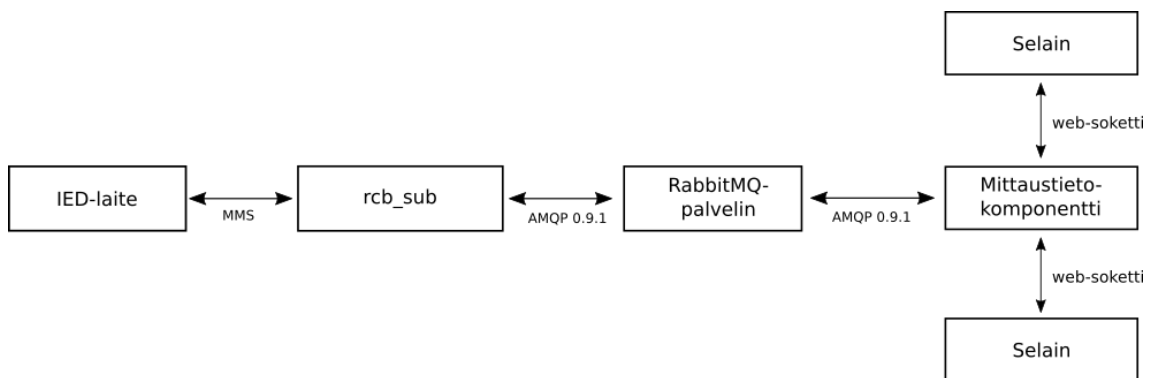 Selain
web-soketti
IED-laite
MMS
rcb_sub
AMQP 0.9.1
RabbitMQ-
palvelin
AMQP 0.9.1
Mittaustieto-
komponentti
web-soketti
Selain